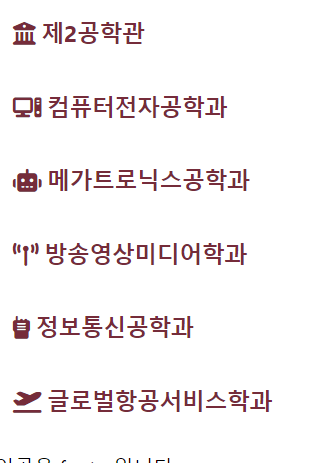 제2공학관
컴퓨터전자공학과
메가트로닉스공학과
방송영상미디어학과
정보통신공학과
글로벌항공서비스학과